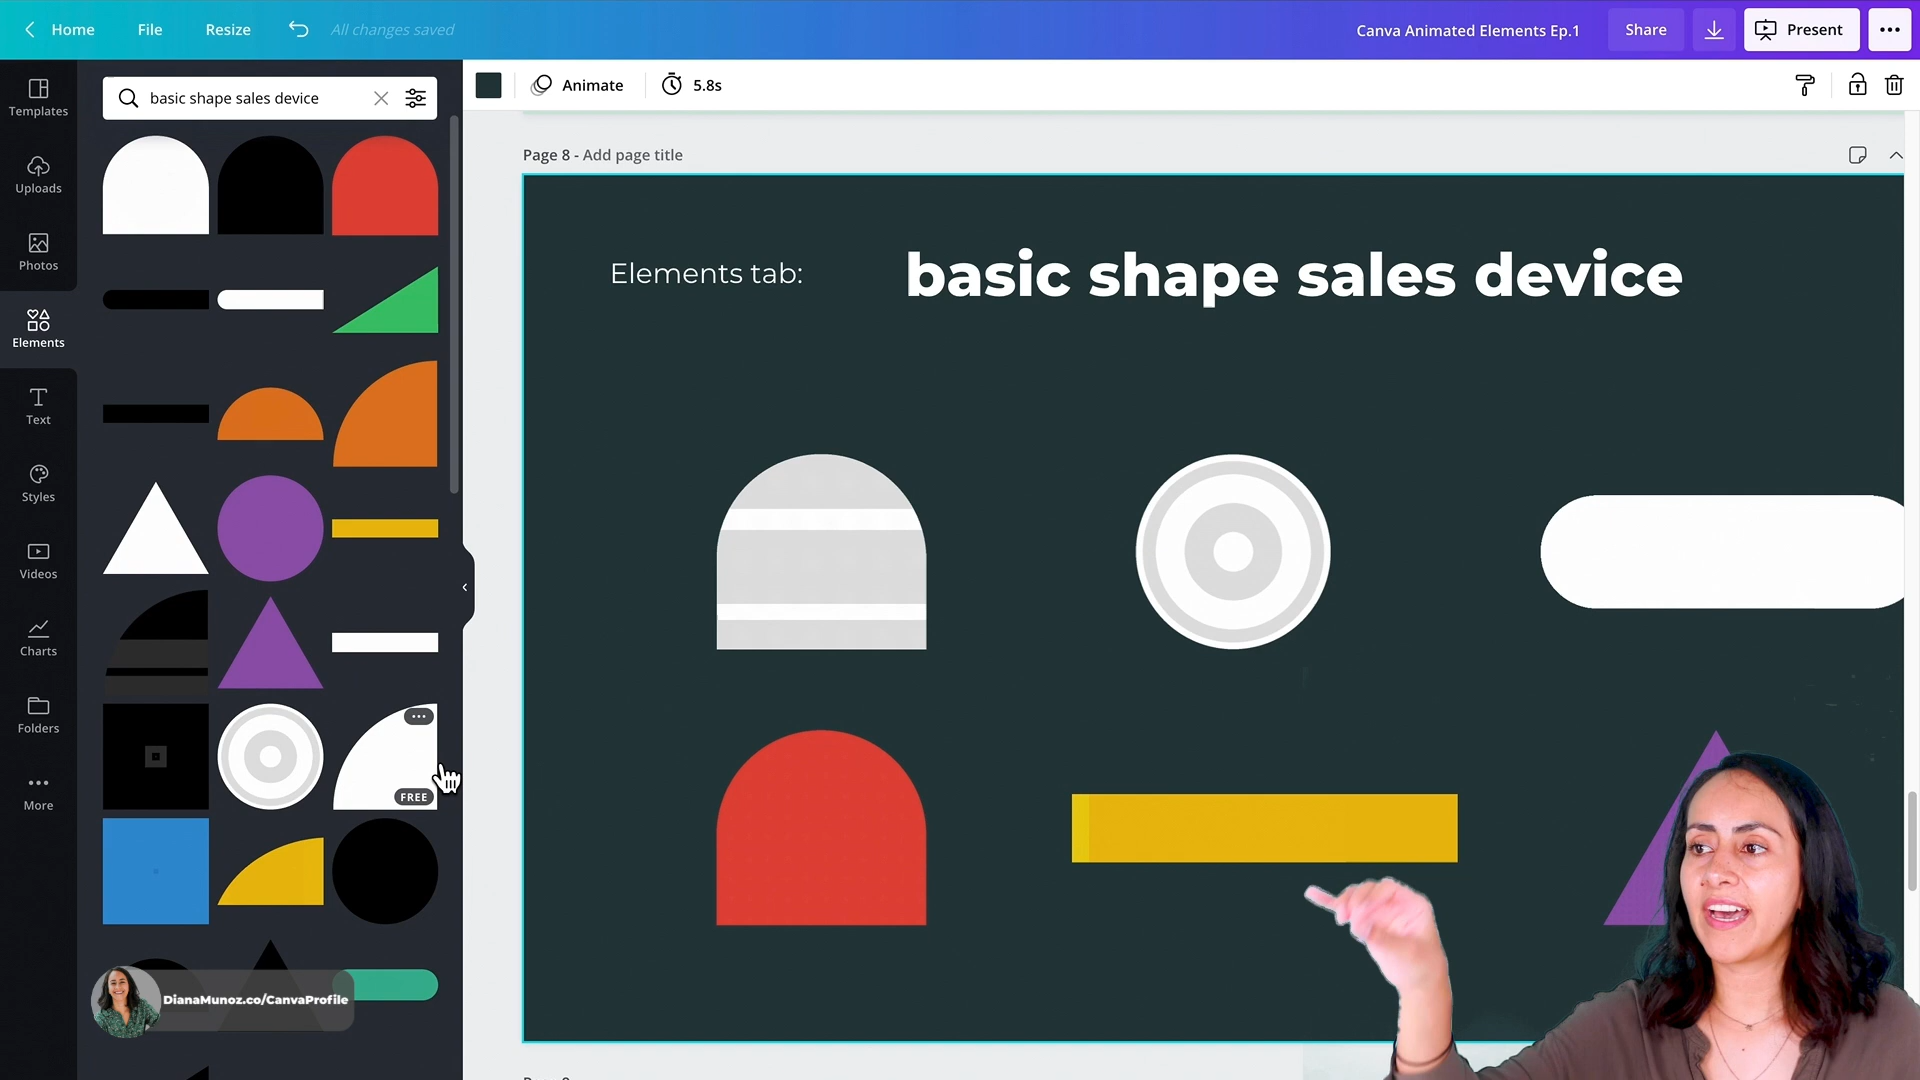 Home
File
Resize
All changes saved
Canva Animated Elements Ep.1
Share
Present
Templates
Uploads
Photos
Elements
Text
Styles
Videos
Charts
Folders
More
basic shape sales device
FREE
DianaMunoz.co/CanvaProfile
Animate
5.8s
Page 8 - Add page title
Elements tab:
basic shape sales device